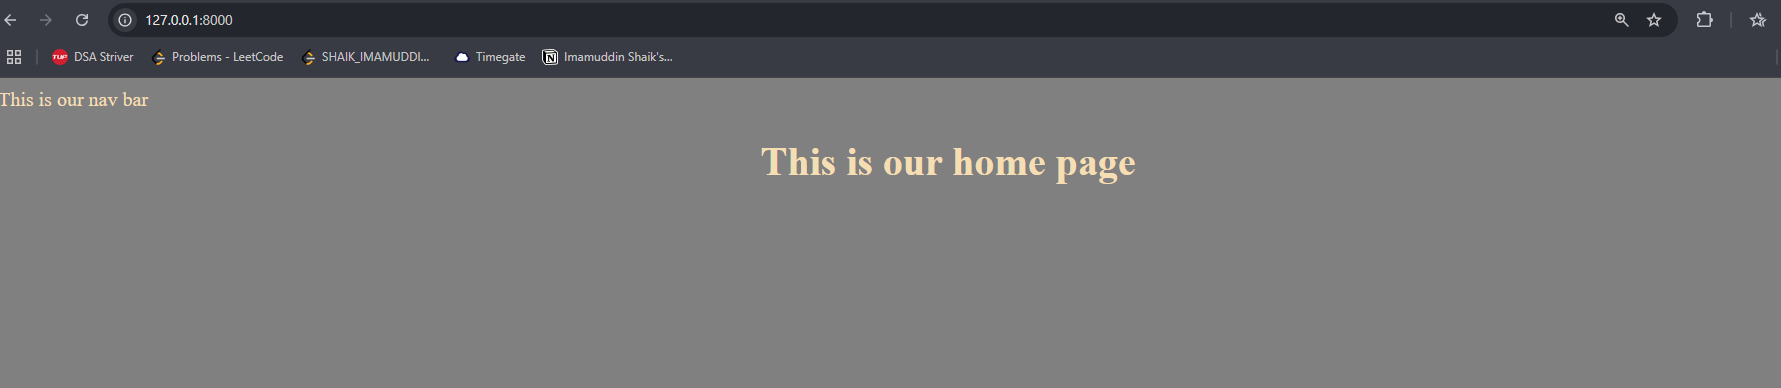 127.0.0.1:8000
TUF DSA Striver Problems - LeetCode SHAIK_IMAMUDDI... Timegate Imamuddin Shaik's...
This is our nav bar
This is our home page